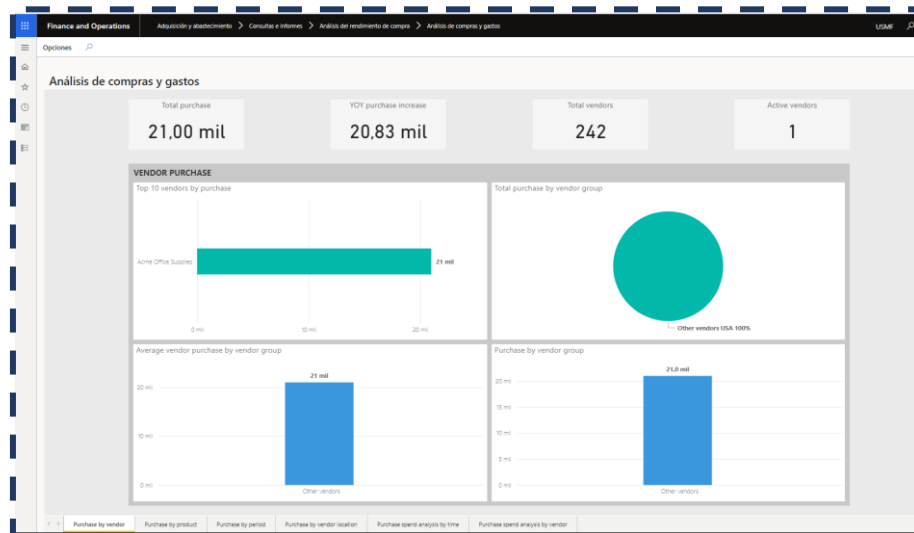 Finance and Operations Adquisición y abastecimiento > Consultas e informes > Análisis del rendimiento de compra > Análisis de compras y gastos USMF
Opciones
Análisis de compras y gastos
Total purchase YOY purchase increase Total vendors Active vendors
21,00 mil 20,83 mil 242 1
VENDOR PURCHASE
Top 10 vendors by purchase Total purchase by vendor group
Acme Office Supplies 21 mil
0 mil 10 mil 20 mil
Other vendors USA 100%
Average vendor purchase by vendor group Purchase by vendor group
21 mil 21,0 mil
20 mil 20 mil
15 mil
10 mil 10 mil
5 mil
0 mil 0 mil
Other vendors Other vendors
Purchase by vendor Purchase by product Purchase by period Purchase by vendor location Purchase spend analysis by time Purchase spend analysis by vendor